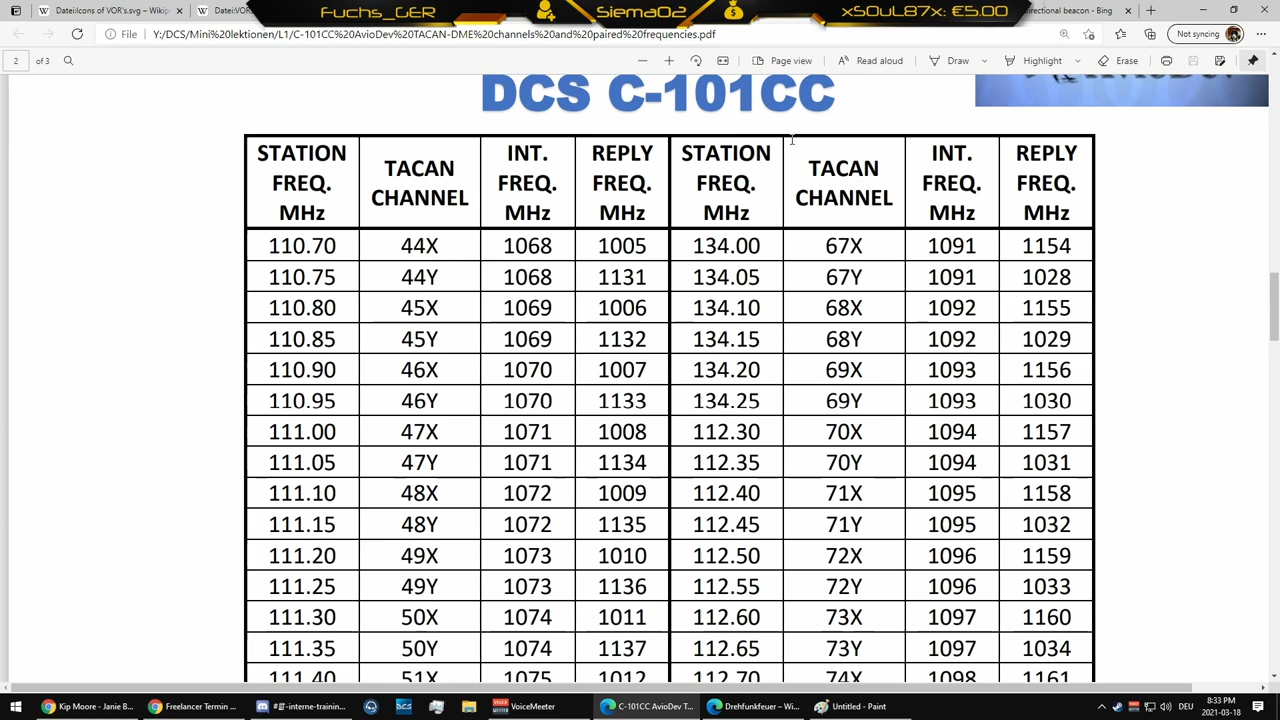 Datei:Icons of VOR's.svg – Wikip
Datei:VOR
Fuchs_GER
Siema02
xS0UL87x: €5.00
directional beacon - Bing
File
Y:/DCS/Mini%20lektionen/L1/C-101CC%20AvioDev%20TACAN-DME%20channels%20and%20paired%20frequencies.pdf
Not syncing
2 of 3
Page view
Read aloud
Draw
Highlight
Erase
DCS C-101CC
STATION FREQ. MHz TACAN CHANNEL INT. FREQ. MHz REPLY FREQ. MHz STATION FREQ. MHz TACAN CHANNEL INT. FREQ. MHz REPLY FREQ. MHz
110.70 44X 1068 1005 134.00 67X 1091 1154
110.75 44Y 1068 1131 134.05 67Y 1091 1028
110.80 45X 1069 1006 134.10 68X 1092 1155
110.85 45Y 1069 1132 134.15 68Y 1092 1029
110.90 46X 1070 1007 134.20 69X 1093 1156
110.95 46Y 1070 1133 134.25 69Y 1093 1030
111.00 47X 1071 1008 112.30 70X 1094 1157
111.05 47Y 1071 1134 112.35 70Y 1094 1031
111.10 48X 1072 1009 112.40 71X 1095 1158
111.15 48Y 1072 1135 112.45 71Y 1095 1032
111.20 49X 1073 1010 112.50 72X 1096 1159
111.25 49Y 1073 1136 112.55 72Y 1096 1033
111.30 50X 1074 1011 112.60 73X 1097 1160
111.35 50Y 1074 1137 112.65 73Y 1097 1034
111.40 51X 1075 1012 112.70 74X 1098 1161
Kip Moore - Janie B...
Freelancer Termin ...
-interne-trainin...
DCS
VOICE MEETER
VoiceMeeter
C-101CC AvioDev T...
Drehfunkfeuer – Wi...
Untitled - Paint
DEU
8:33 PM
2021-03-18